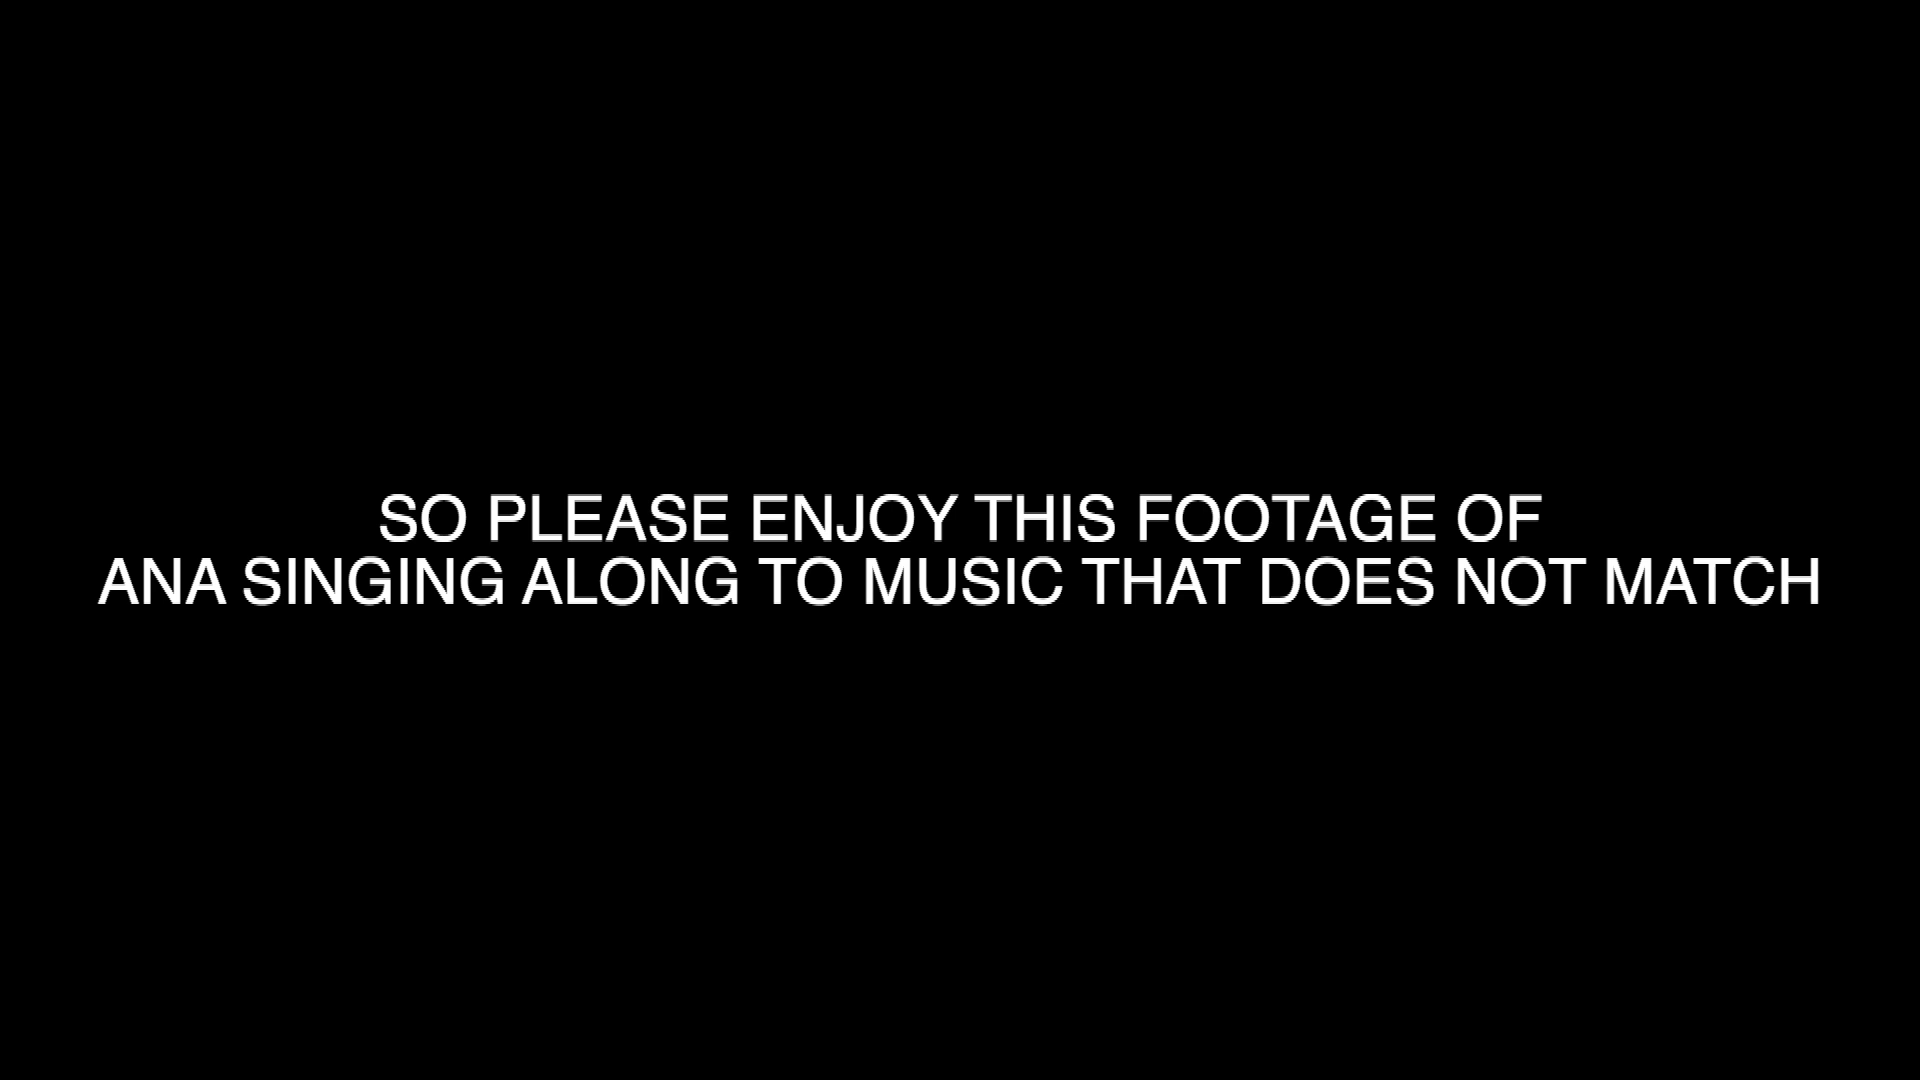 SO PLEASE ENJOY THIS FOOTAGE OF
ANA SINGING ALONG TO MUSIC THAT DOES NOT MATCH